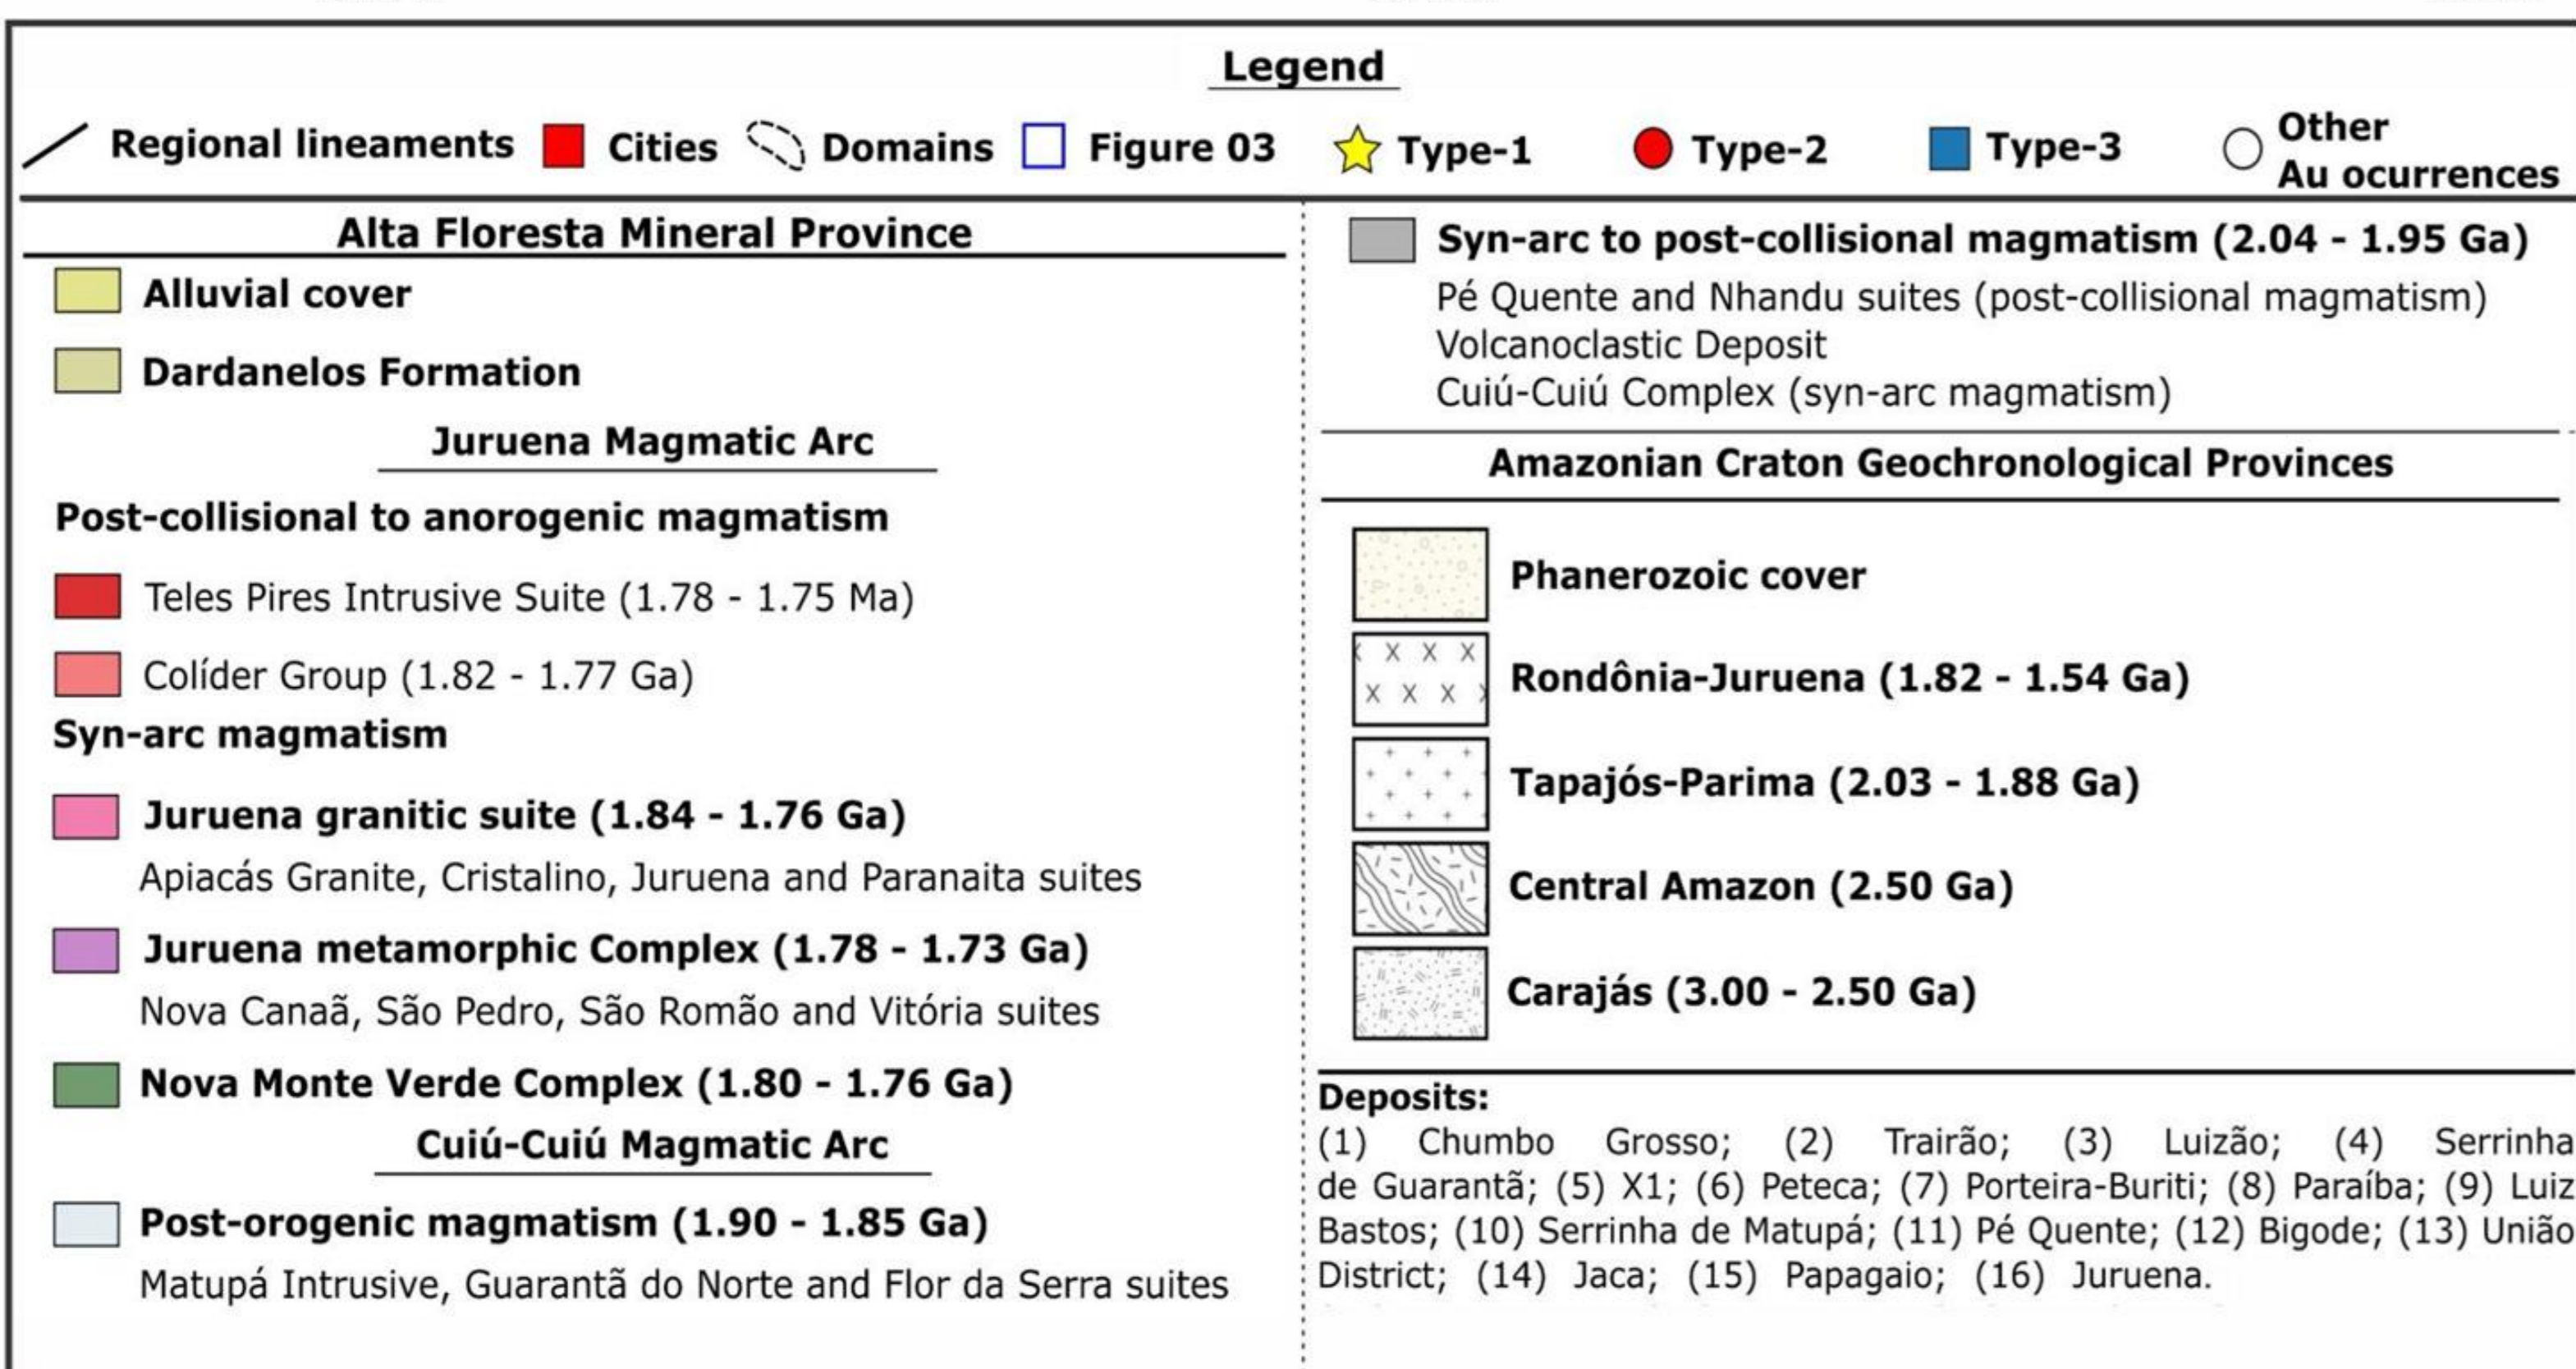 Legend
Regional lineaments Cities Domains Figure 03 Type-1 Type-2 Type-3 Other
Au ocurrences
Alta Floresta Mineral Province
Alluvial cover
Dardanelos Formation
Juruena Magmatic Arc
Post-collisional to anorogenic magmatism
Teles Pires Intrusive Suite (1.78 - 1.75 Ma)
Colíder Group (1.82 - 1.77 Ga)
Syn-arc magmatism
Juruena granitic suite (1.84 - 1.76 Ga)
Apiacás Granite, Cristalino, Juruena and Paranaita suites
Juruena metamorphic Complex (1.78 - 1.73 Ga)
Nova Canaã, São Pedro, São Romão and Vitória suites
Nova Monte Verde Complex (1.80 - 1.76 Ga)
Cuiú-Cuiú Magmatic Arc
Post-orogenic magmatism (1.90 - 1.85 Ga)
Matupá Intrusive, Guarantã do Norte and Flor da Serra suites
Syn-arc to post-collisional magmatism (2.04 - 1.95 Ga)
Pé Quente and Nhandu suites (post-collisional magmatism)
Volcanoclastic Deposit
Cuiú-Cuiú Complex (syn-arc magmatism)
Amazonian Craton Geochronological Provinces
Phanerozoic cover
Rondônia-Juruena (1.82 - 1.54 Ga)
Tapajós-Parima (2.03 - 1.88 Ga)
Central Amazon (2.50 Ga)
Carajás (3.00 - 2.50 Ga)
Deposits:
(1) Chumbo Grosso; (2) Trairão; (3) Luizão; (4) Serrinha
de Guarantã; (5) X1; (6) Peteca; (7) Porteira-Buriti; (8) Paraíba; (9) Luiz
Bastos; (10) Serrinha de Matupá; (11) Pé Quente; (12) Bigode; (13) União
District; (14) Jaca; (15) Papagaio; (16) Juruena.